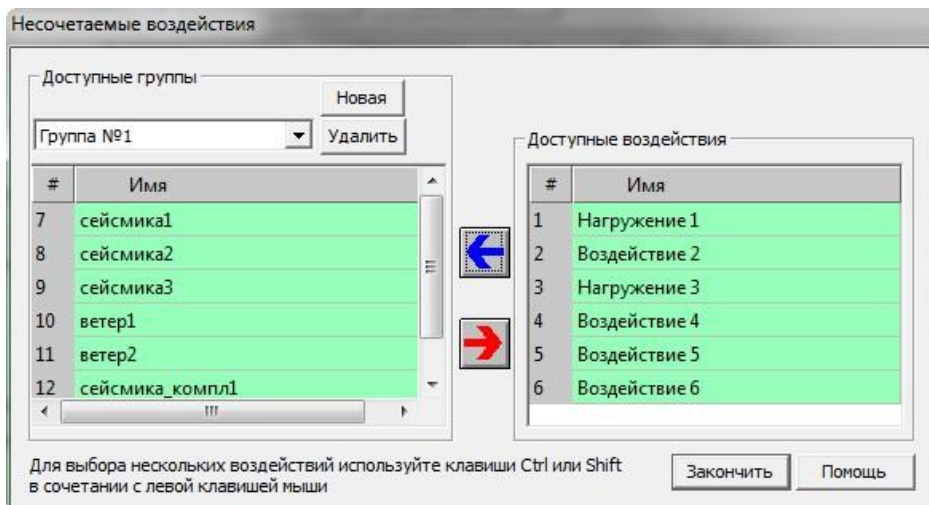 Несочетаемые воздействия
Доступные группы
Новая
Группа №1
Удалить
# Имя
7 сейсмика1
8 сейсмика2
9 сейсмика3
10 ветер1
11 ветер2
12 сейсмика_компл1
Доступные воздействия
# Имя
1 Нагружение 1
2 Воздействие 2
3 Нагружение 3
4 Воздействие 4
5 Воздействие 5
6 Воздействие 6
Для выбора нескольких воздействий используйте клавиши Ctrl или Shift
в сочетании с левой клавишей мыши
Закончить
Помощь